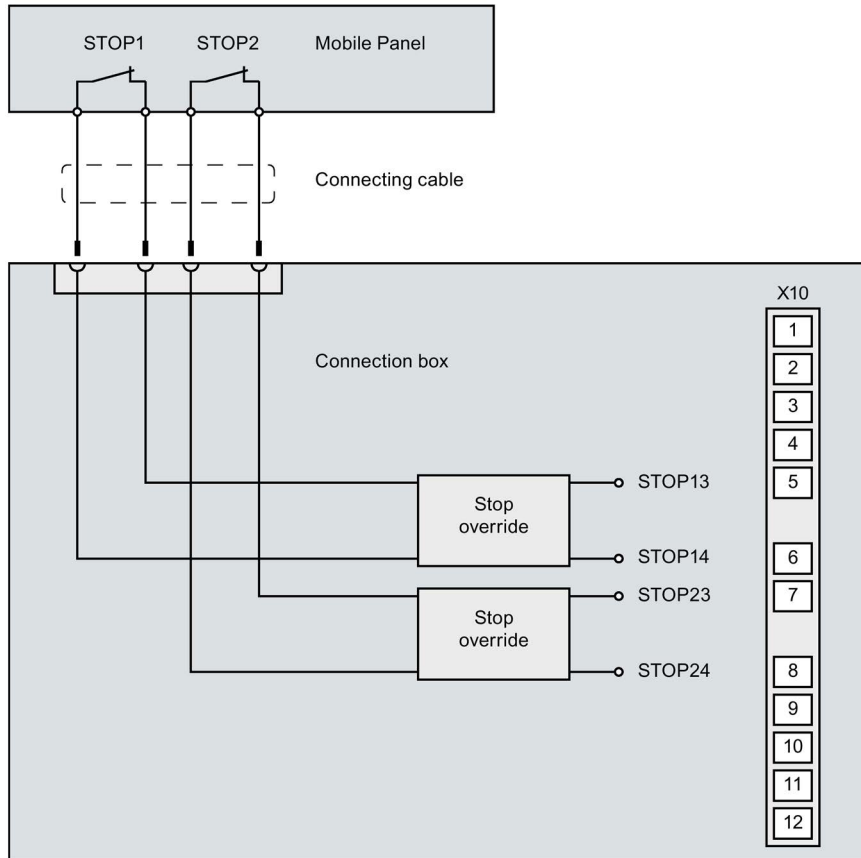 STOP1 STOP2 Mobile Panel
Connecting cable
X10
1
Connection box
2
3
4
STOP13
5
Stop
override
STOP14
6
STOP23
7
Stop
override
STOP24
8
9
10
11
12